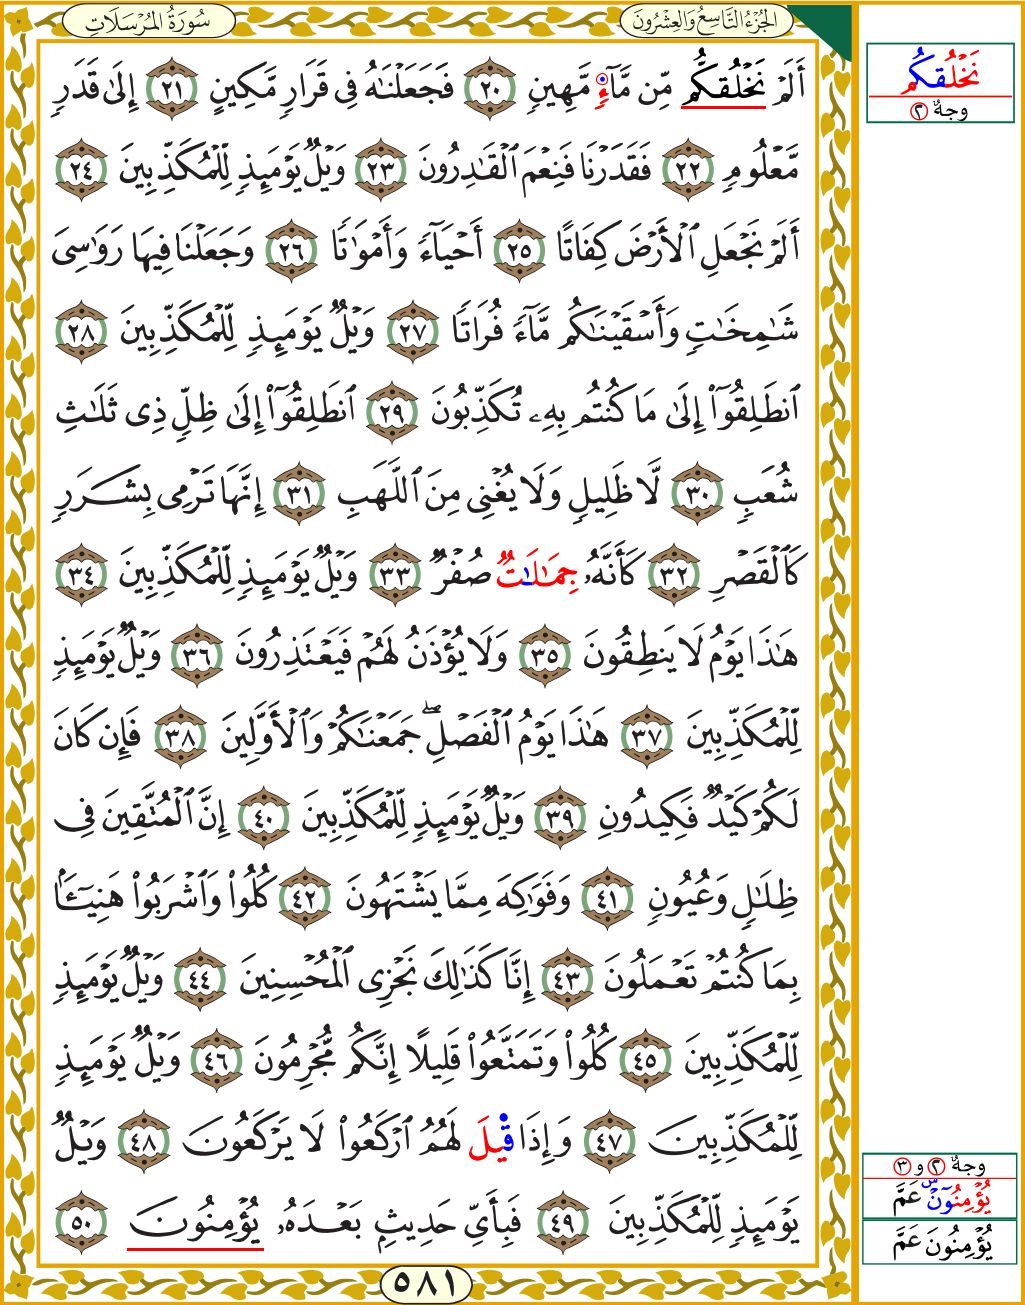 سُورَةُ المُرْسَلَاتِ
الجُزْءُ التَّاسِعُ وَالعِشْرُونَ
أَلَمْ نَخْلُقكُّم مِّن مَّآءٖ مَّهِينٖ ٢٠ فَجَعَلْنَٰهُ فِي قَرَارٖ مَّكِينٍ ٢١ إِلَىٰ قَدَرٖ
مَّعْلُومٖ ٢٢ فَقَدَرْنَا فَنِعْمَ ٱلْقَٰدِرُونَ ٢٣ وَيْلٞ يَوْمَئِذٖ لِّلْمُكَذِّبِينَ ٢٤
أَلَمْ نَجْعَلِ ٱلْأَرْضَ كِفَاتًا ٢٥ أَحْيَآءٗ وَأَمْوَٰتٗا ٢٦ وَجَعَلْنَا فِيهَا رَوَٰسِيَ
شَٰمِخَٰتٖ وَأَسْقَيْنَٰكُم مَّآءٗ فُرَاتٗا ٢٧ وَيْلٞ يَوْمَئِذٖ لِّلْمُكَذِّبِينَ ٢٨
ٱنطَلِقُوٓا۟ إِلَىٰ مَا كُنتُم بِهِۦ تُكَذِّبُونَ ٢٩ ٱنطَلِقُوٓا۟ إِلَىٰ ظِلّٖ ذِي ثَلَٰثِ
شُعَبٖ ٣٠ لَّا ظَلِيلٖ وَلَا يُغْنِي مِنَ ٱللَّهَبِ ٣١ إِنَّهَا تَرْمِي بِشَرَرٖ
كَٱلْقَصْرِ ٣٢ كَأَنَّهُۥ جِمَٰلَٰتٞ صُفْرٞ ٣٣ وَيْلٞ يَوْمَئِذٖ لِّلْمُكَذِّبِينَ ٣٤
هَٰذَا يَوْمُ لَا يَنطِقُونَ ٣٥ وَلَا يُؤْذَنُ لَهُمْ فَيَعْتَذِرُونَ ٣٦ وَيْلٞ يَوْمَئِذٖ
لِّلْمُكَذِّبِينَ ٣٧ هَٰذَا يَوْمُ ٱلْفَصْلِۖ جَمَعْنَٰكُمْ وَٱلْأَوَّلِينَ ٣٨ فَإِن كَانَ
لَكُمْ كَيْدٞ فَكِيدُونِ ٣٩ وَيْلٞ يَوْمَئِذٖ لِّلْمُكَذِّبِينَ ٤٠ إِنَّ ٱلْمُتَّقِينَ فِي
ظِلَٰلٖ وَعُيُونٖ ٤١ وَفَوَٰكِهَ مِمَّا يَشْتَهُونَ ٤٢ كُلُوا۟ وَٱشْرَبُوا۟ هَنِيٓـَٔۢا
بِمَا كُنتُمْ تَعْمَلُونَ ٤٣ إِنَّا كَذَٰلِكَ نَجْزِي ٱلْمُحْسِنِينَ ٤٤ وَيْلٞ يَوْمَئِذٖ
لِّلْمُكَذِّبِينَ ٤٥ كُلُوا۟ وَتَمَتَّعُوا۟ قَلِيلًا إِنَّكُم مُّجْرِمُونَ ٤٦ وَيْلٞ يَوْمَئِذٖ
لِّلْمُكَذِّبِينَ ٤٧ وَإِذَا قِيلَ لَهُمُ ٱرْكَعُوا۟ لَا يَرْكَعُونَ ٤٨ وَيْلٞ
يَوْمَئِذٖ لِّلْمُكَذِّبِينَ ٤٩ فَبِأَيِّ حَدِيثِۭ بَعْدَهُۥ يُؤْمِنُونَ ٥٠
٥٨١
نَخْلُقكُم
وجهٌ ٢
وجهٌ ٢ و ٣
يُؤْمِنُونَۜ عَمَّ
يُؤْمِنُونَ عَمَّ